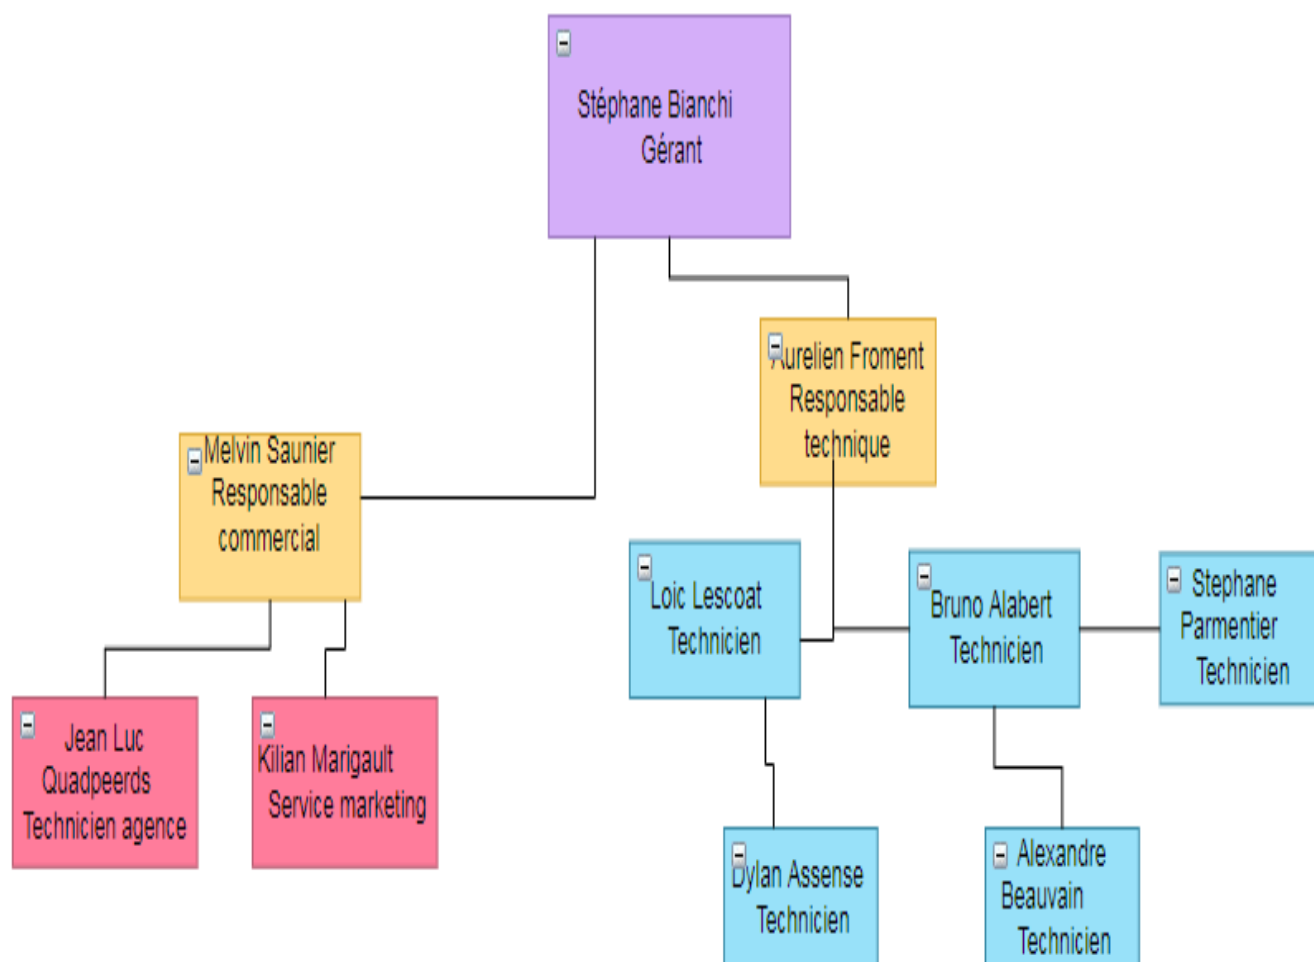 Stéphane Bianchi
Gérant
Aurelien Froment
Responsable
technique
Melvin Saunier
Responsable
commercial
Loic Lescoat
Technicien
Bruno Alabert
Technicien
Stephane
Parmentier
Technicien
Jean Luc
Quadpeerds
Technicien agence
Kilian Marigault
Service marketing
Dylan Assense
Technicien
Alexandre
Beauvain
Technicien